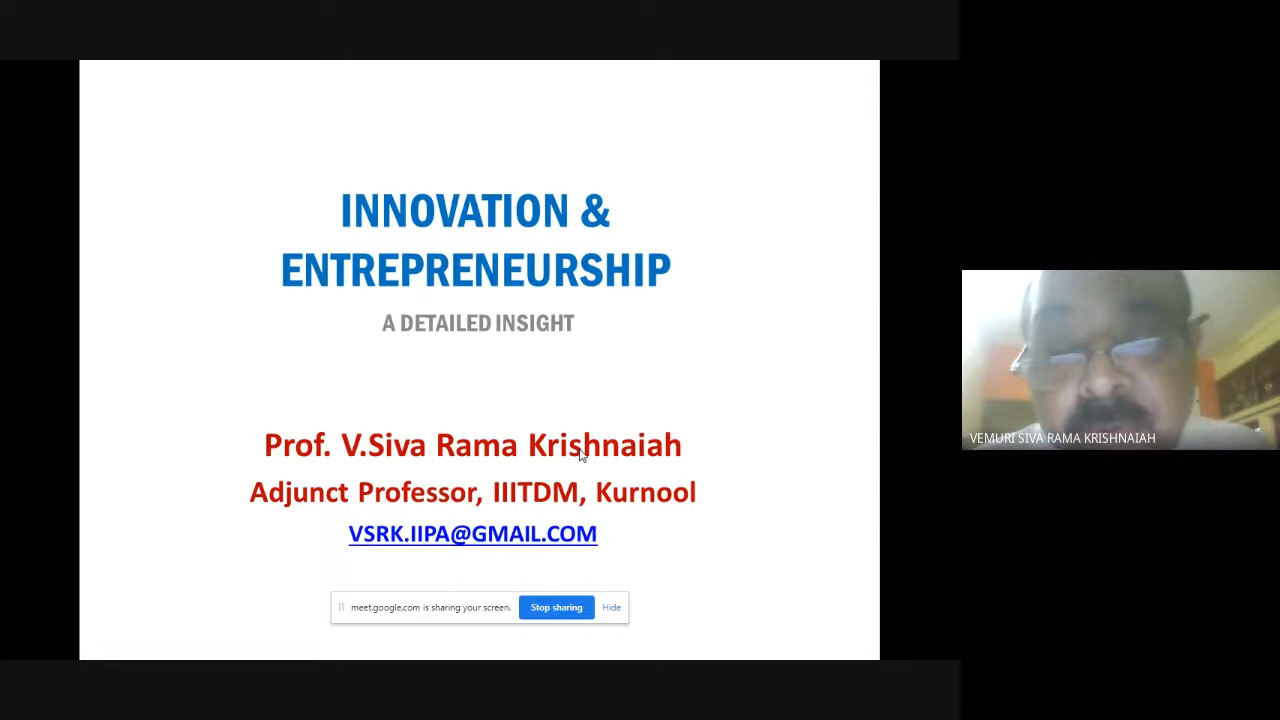 INNOVATION &
ENTREPRENEURSHIP
A DETAILED INSIGHT
Prof. V.Siva Rama Krishnaiah
Adjunct Professor, IIITDM, Kurnool
VSRK.IIPA@GMAIL.COM
meet.google.com is sharing your screen. Stop sharing Hide
VEMURI SIVA RAMA KRISHNAIAH